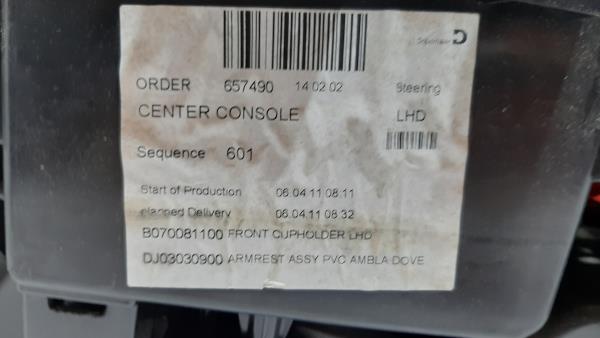 ORDER 657490 14 02 02 Steering
CENTER CONSOLE LHD
Sequence 601
Start of Production 06.04.11 08:11
planned Delivery 06.04.11 08:32
B070081100 FRONT CUPHOLDER LHD
DJ03030900 ARMREST ASSY PVC AMBLA DOVE